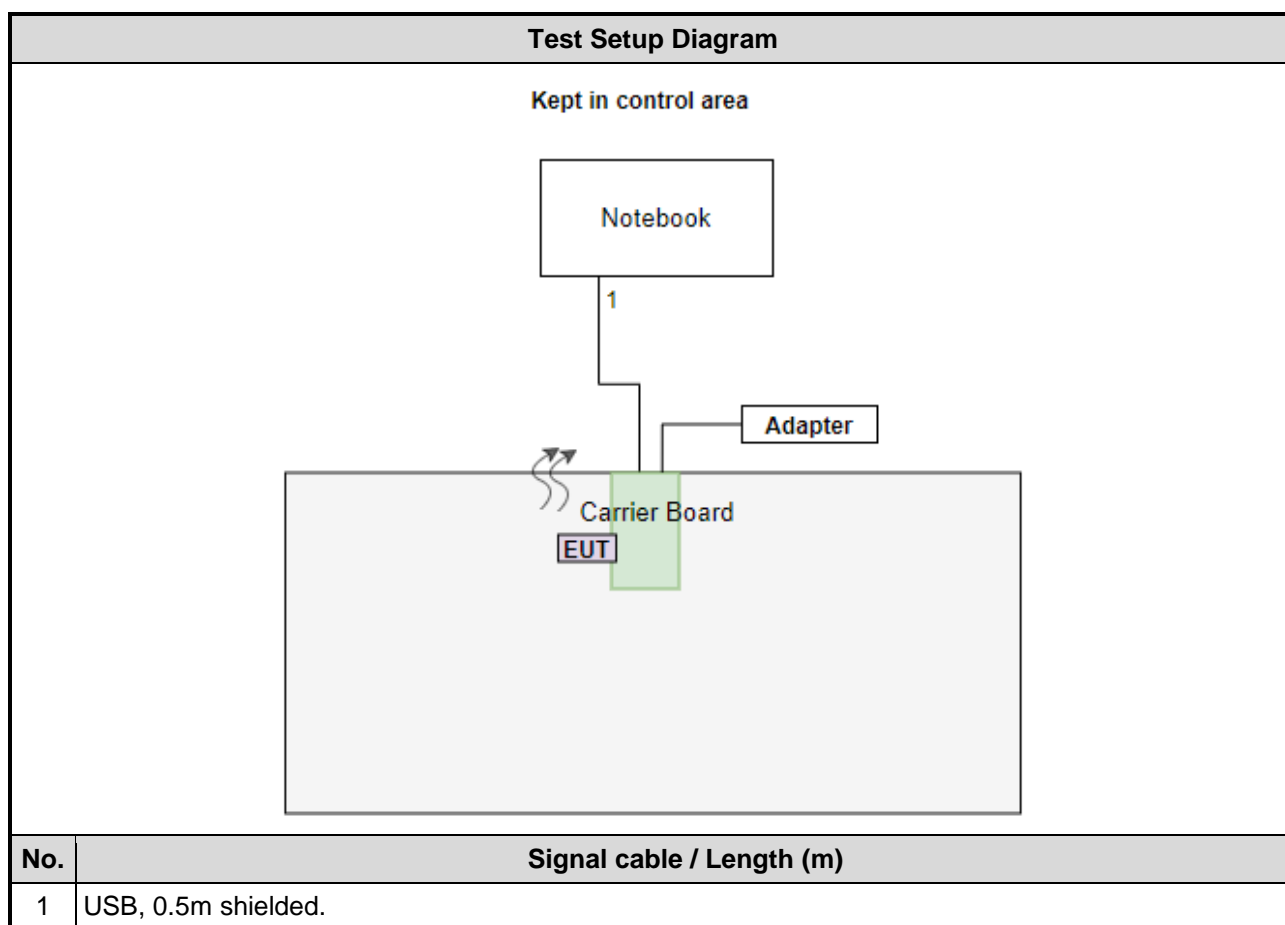 Test Setup Diagram
Kept in control area
Notebook
1
Adapter
Carrier Board
EUT
No. Signal cable / Length (m)
1 USB, 0.5m shielded.